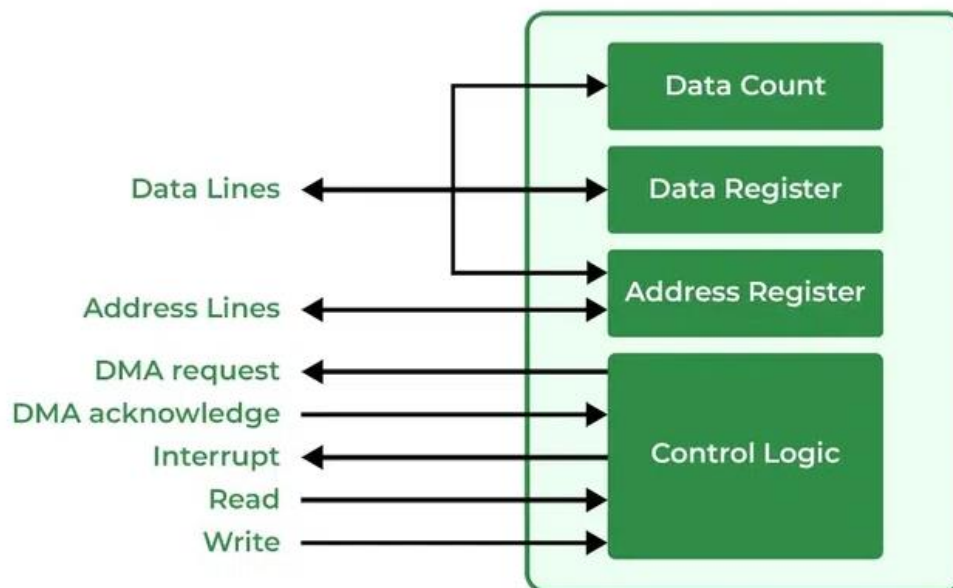 Data Count
Data Lines
Data Register
Address Register
Address Lines
DMA request
DMA acknowledge
Interrupt
Control Logic
Read
Write